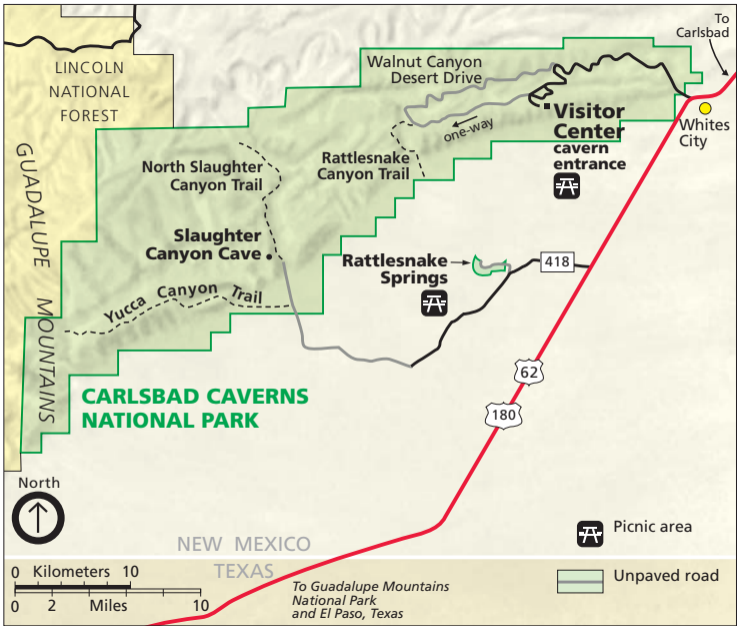 To
Carlsbad
LINCOLN
NATIONAL
FOREST
Walnut Canyon
Desert Drive
Visitor
Center
cavern
entrance
one-way
Whites
City
GUADALUPE MOUNTAINS
North Slaughter
Canyon Trail
Rattlesnake
Canyon Trail
Slaughter
Canyon Cave
Rattlesnake
Springs
418
Yucca Canyon Trail
62
180
CARLSBAD CAVERNS
NATIONAL PARK
North
NEW MEXICO
TEXAS
Picnic area
Unpaved road
0 Kilometers 10
0 2 Miles 10
To Guadalupe Mountains
National Park
and El Paso, Texas